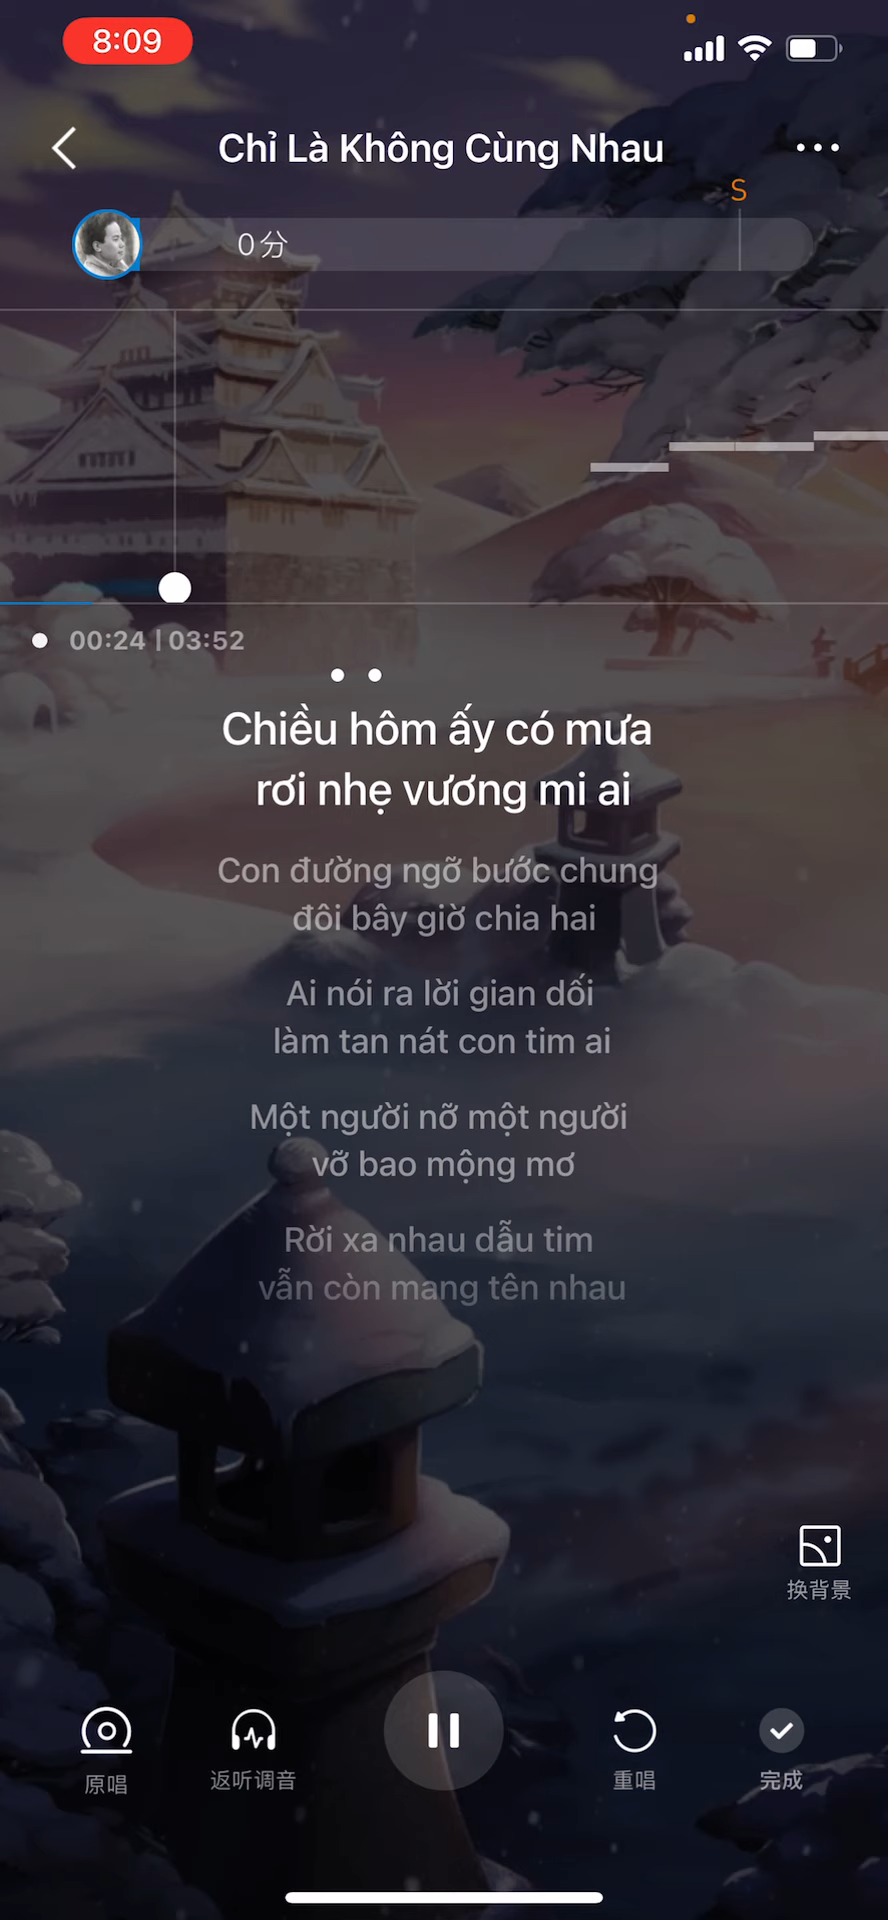 8:09
Chỉ Là Không Cùng Nhau
S
0分
00:24 | 03:52
Chiều hôm ấy có mưa
rơi nhẹ vương mi ai
Con đường ngỡ bước chung
đôi bây giờ chia hai
Ai nói ra lời gian dối
làm tan nát con tim ai
Một người nỡ một người
vỡ bao mộng mơ
Rời xa nhau dẫu tim
vẫn còn mang tên nhau
换背景
原唱
返听调音
重唱
完成